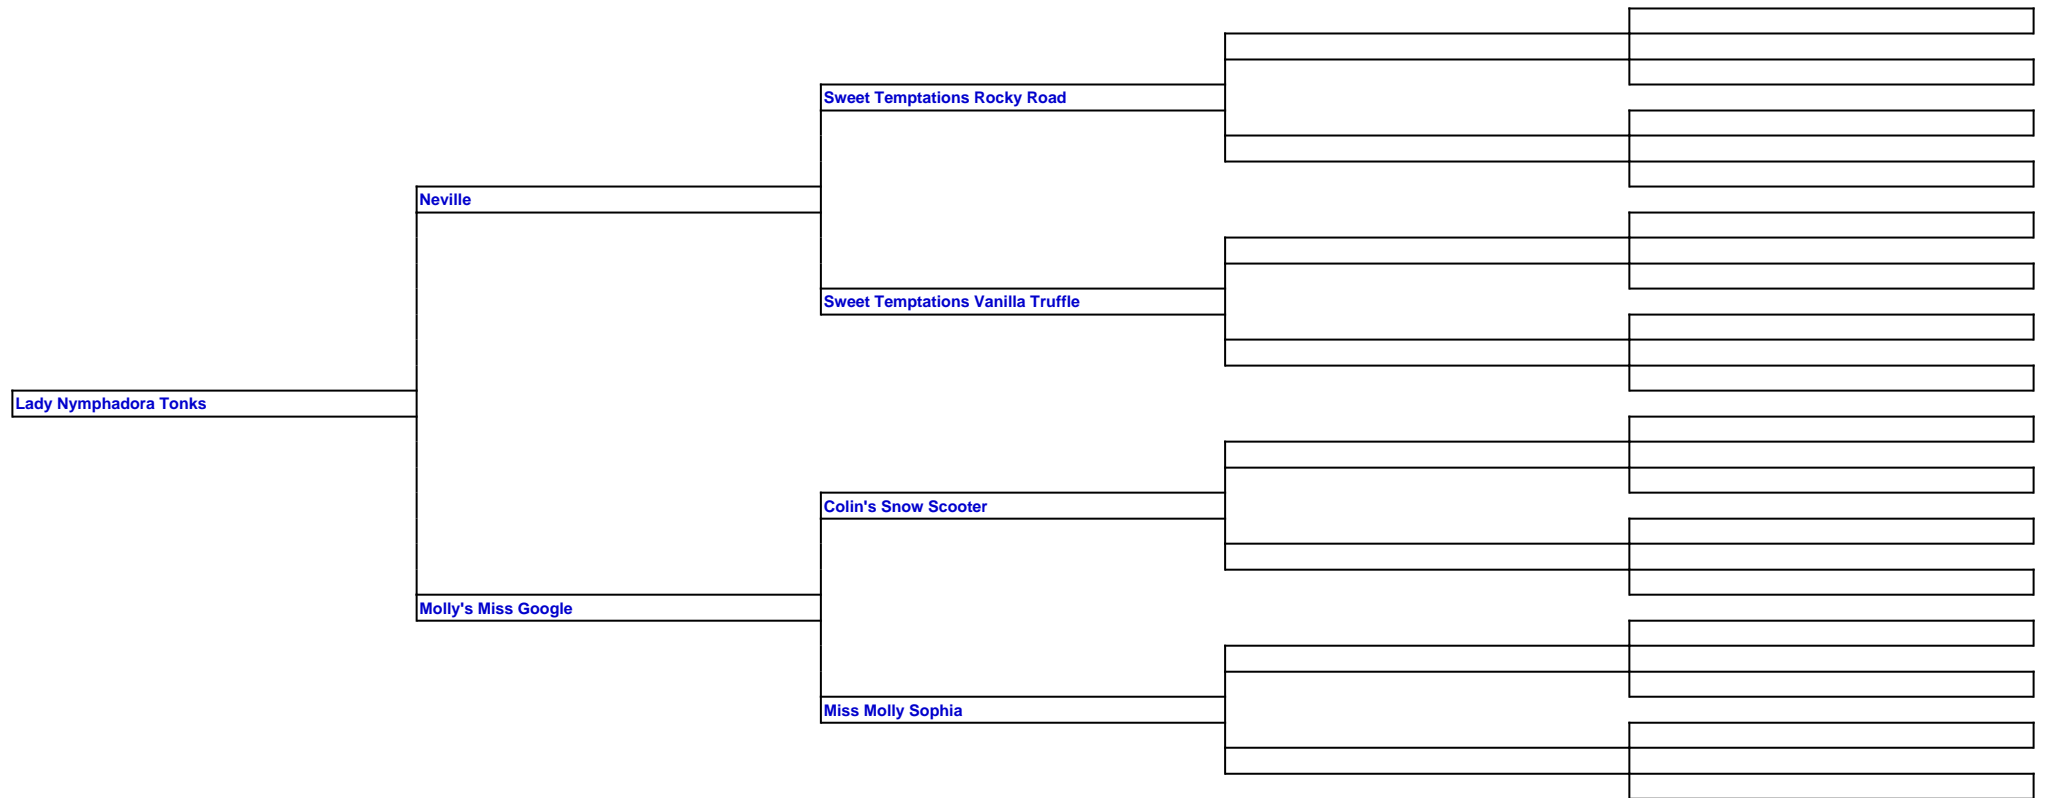 Sweet Temptations Rocky Road
Neville
Sweet Temptations Vanilla Truffle
Lady Nymphadora Tonks
Colin's Snow Scooter
Molly's Miss Google
Miss Molly Sophia